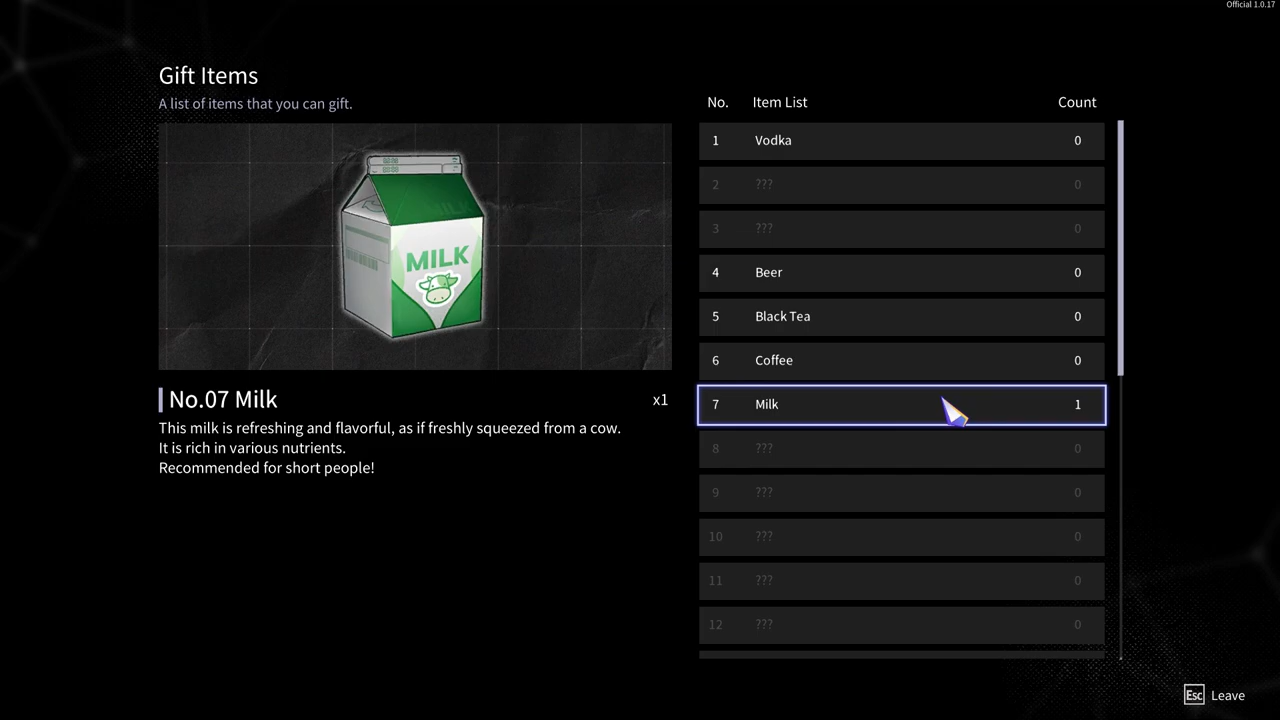 Official 1.0.17
Gift Items
A list of items that you can gift.
MILK
No.07 Milk x1
This milk is refreshing and flavorful, as if freshly squeezed from a cow.
It is rich in various nutrients.
Recommended for short people!
No. Item List Count
1 Vodka 0
2 ??? 0
3 ??? 0
4 Beer 0
5 Black Tea 0
6 Coffee 0
7 Milk 1
8 ??? 0
9 ??? 0
10 ??? 0
11 ??? 0
12 ??? 0
Esc Leave